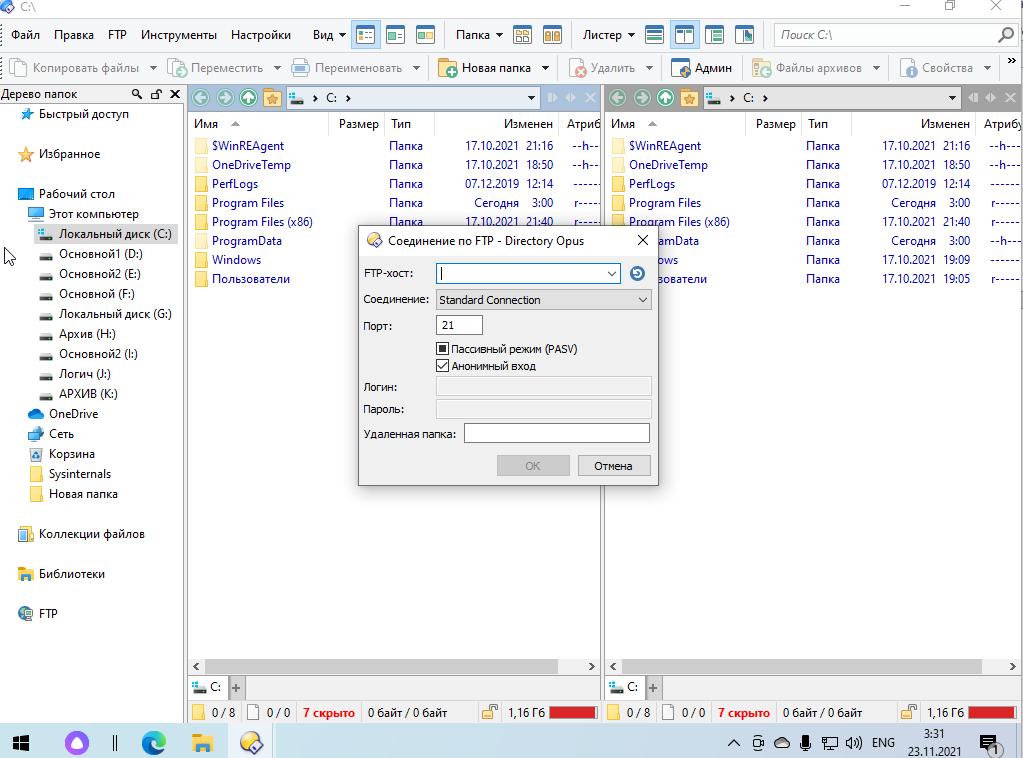 C:\
Файл Правка FTP Инструменты Настройки Вид Папка Листер Поиск C:\
Копировать файлы Переместить Переименовать Новая папка Удалить Админ Файлы архивов Свойства »
Дерево папок
Быстрый доступ
Избранное
Рабочий стол
Этот компьютер
Локальный диск (C:)
Основной1 (D:)
Основной2 (E:)
Основной (F:)
Локальный диск (G:)
Архив (H:)
Основной2 (I:)
Логич (J:)
АРХИВ (K:)
OneDrive
Сеть
Корзина
Sysinternals
Новая папка
Коллекции файлов
Библиотеки
FTP
C:
Имя Размер Тип Изменен Атриб
$WinREAgent Папка 17.10.2021 21:16 --h---
OneDriveTemp Папка 17.10.2021 18:50 --h---
PerfLogs Папка 07.12.2019 12:14 ------
Program Files Папка Сегодня 3:00 r-----
Program Files (x86) Папка 17.10.2021 21:40 r-----
ProgramData
Windows
Пользователи
C:
Имя Размер Тип Изменен Атрибу
$WinREAgent Папка 17.10.2021 21:16 --h---
OneDriveTemp Папка 17.10.2021 18:50 --h---
PerfLogs Папка 07.12.2019 12:14 ------
Program Files Папка Сегодня 3:00 r-----
Program Files (x86) Папка 17.10.2021 21:40 r-----
Data Папка Сегодня 3:00 --h---
ws Папка 17.10.2021 19:09 ------
ователи Папка 17.10.2021 19:05 r-----
Соединение по FTP - Directory Opus
FTP-хост:
Соединение: Standard Connection
Порт: 21
Пассивный режим (PASV)
Анонимный вход
Логин:
Пароль:
Удаленная папка:
OK Отмена
C: +
C: +
0 / 8 0 / 0 7 скрыто 0 байт / 0 байт 1,16 Гб
0 / 8 0 / 0 7 скрыто 0 байт / 0 байт 1,16 Гб
ENG
3:31
23.11.2021
1